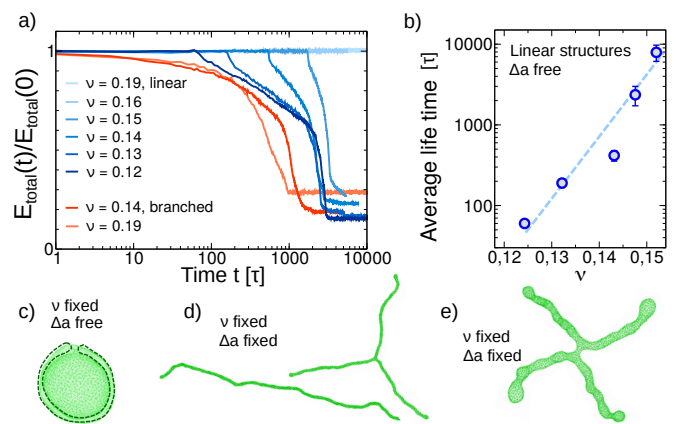 a)
E_total(t)/E_total(0)
1
0
ν = 0.19, linear
ν = 0.16
ν = 0.15
ν = 0.14
ν = 0.13
ν = 0.12
ν = 0.14, branched
ν = 0.19
1
10
100
1000
10000
Time t [τ]
b)
Average life time [τ]
10000
1000
100
Linear structures
Δa free
0,12
0,13
0,14
0,15
ν
c)
ν fixed
Δa free
d)
ν fixed
Δa fixed
e)
ν fixed
Δa fixed